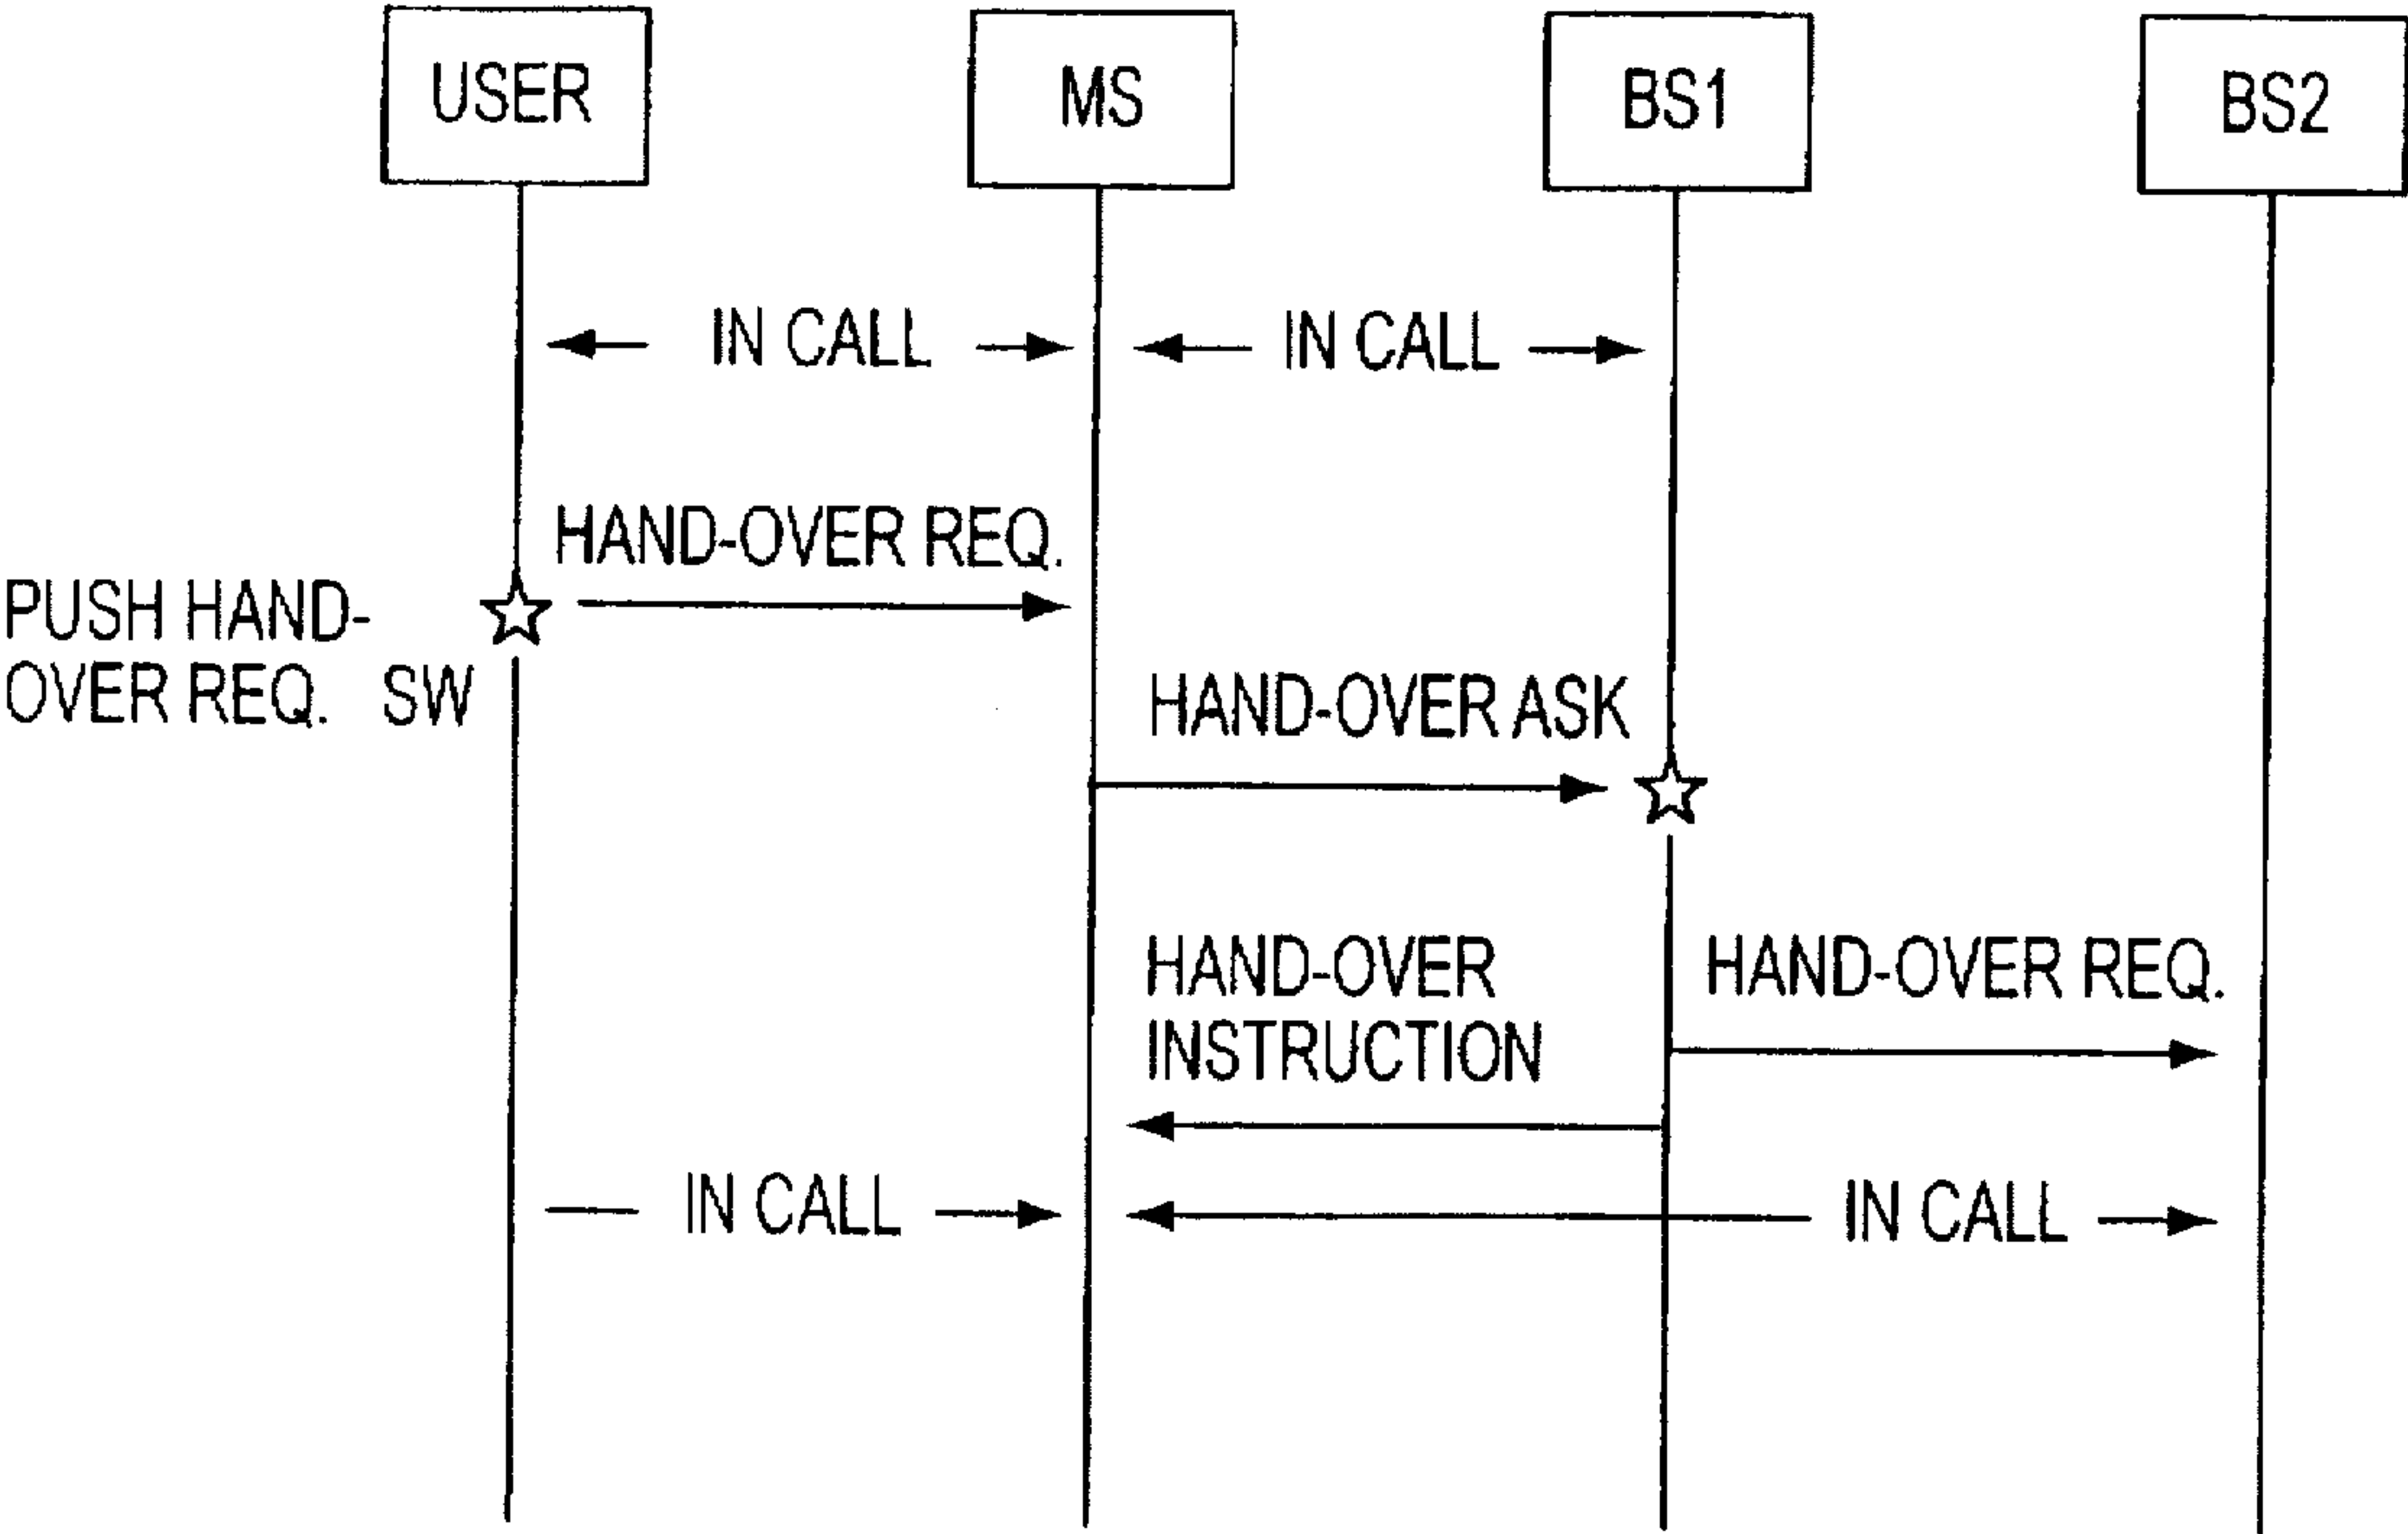 USER
MS
BS1
BS2
IN CALL
IN CALL
HAND-OVER REQ.
PUSH HAND-
OVER REQ. SW
HAND-OVER ASK
HAND-OVER
INSTRUCTION
HAND-OVER REQ.
IN CALL
IN CALL